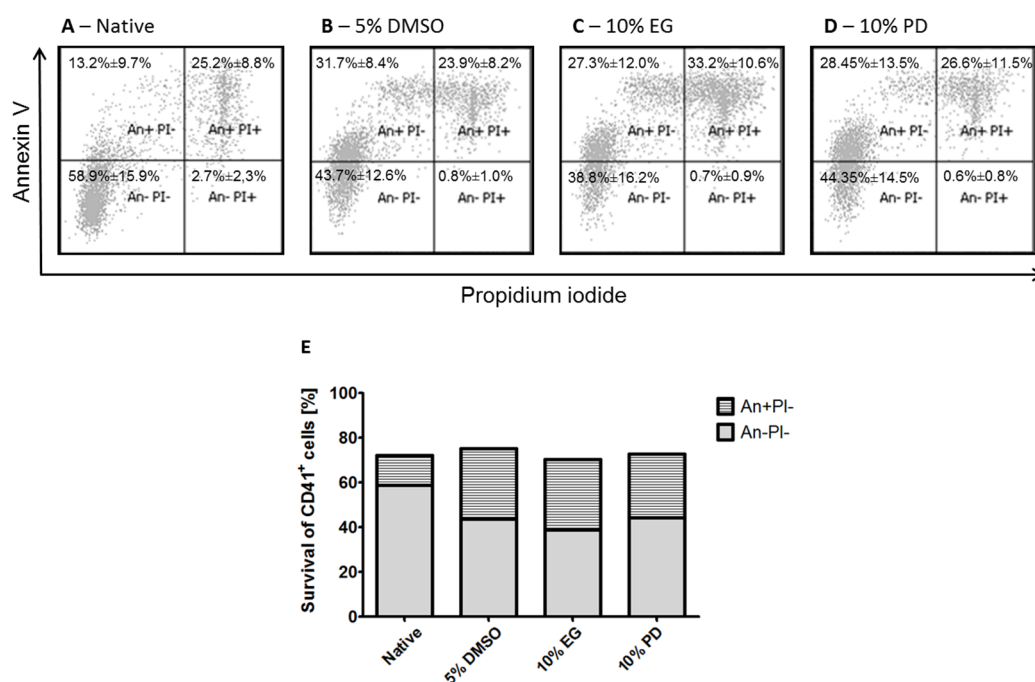 A – Native
B – 5% DMSO
C – 10% EG
D – 10% PD
Annexin V
13.2%±9.7% 25.2%±8.8%
An+ PI- An+ PI+
58.9%±15.9% 2.7%±2,3%
An- PI- An- PI+
31.7%±8.4% 23.9%±8.2%
An+ PI- An+ PI+
43.7%±12.6% 0.8%±1.0%
An- PI- An- PI+
27.3%±12.0% 33.2%±10.6%
An+ PI- An+ PI+
38.8%±16.2% 0.7%±0.9%
An- PI- An- PI+
28.45%±13.5% 26.6%±11.5%
An+ PI- An+ PI+
44.35%±14.5% 0.6%±0.8%
An- PI- An- PI+
Propidium iodide
E
Survival of CD41⁺ cells [%]
100
80
60
40
20
0
Native
5% DMSO
10% EG
10% PD
An+PI-
An-PI-